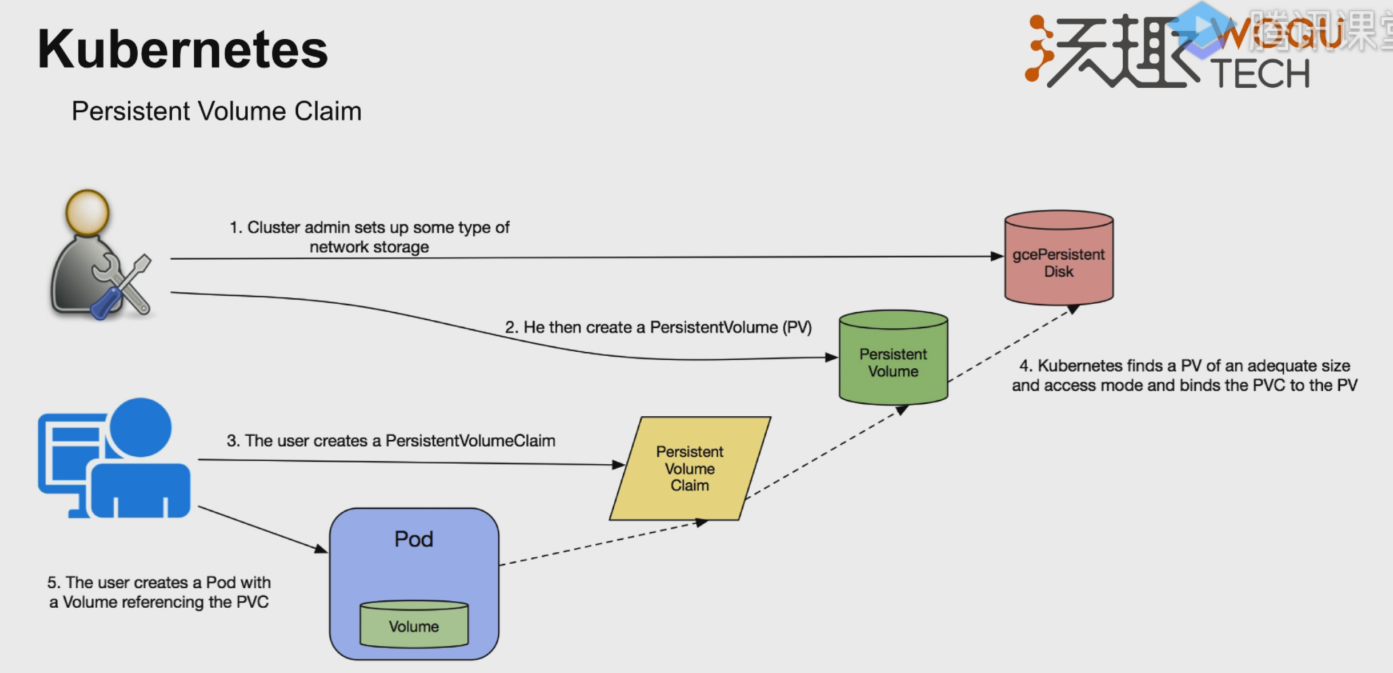 Kubernetes
Persistent Volume Claim
沃趣
WOQU
TECH
腾讯课堂
1. Cluster admin sets up some type of
network storage
gcePersistent
Disk
2. He then create a PersistentVolume (PV)
Persistent
Volume
4. Kubernetes finds a PV of an adequate size
and access mode and binds the PVC to the PV
3. The user creates a PersistentVolumeClaim
Persistent
Volume
Claim
Pod
5. The user creates a Pod with
a Volume referencing the PVC
Volume